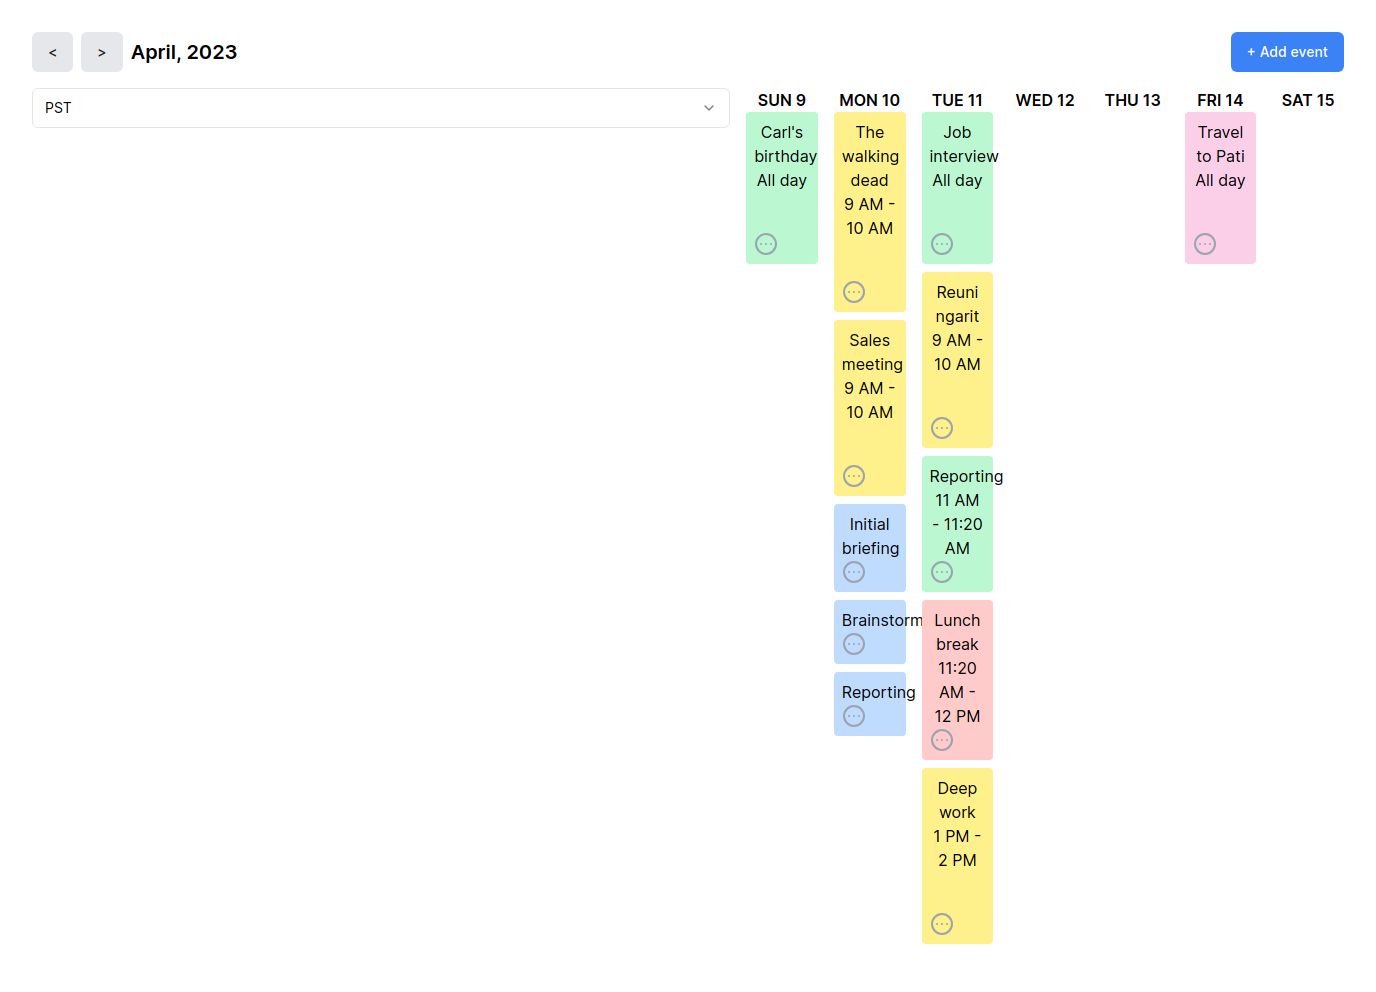 < > April, 2023
+ Add event
PST
SUN 9 MON 10 TUE 11 WED 12 THU 13 FRI 14 SAT 15
Carl's
birthday
All day
The
walking
dead
9 AM -
10 AM
Sales
meeting
9 AM -
10 AM
Initial
briefing
Brainstorm
Reporting
Job
interview
All day
Reuni
ngarit
9 AM -
10 AM
Reporting
11 AM
- 11:20
AM
Lunch
break
11:20
AM -
12 PM
Deep
work
1 PM -
2 PM
Travel
to Pati
All day